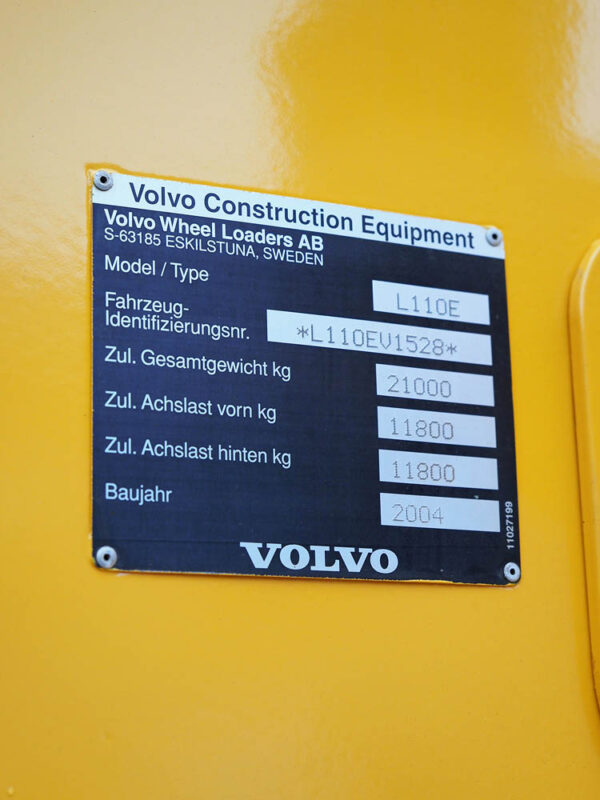 Volvo Construction Equipment
Volvo Wheel Loaders AB
S-63185 ESKILSTUNA, SWEDEN
Model / Type L110E
Fahrzeug-
Identifizierungsnr. *L110EV1528*
Zul. Gesamtgewicht kg 21000
Zul. Achslast vorn kg 11800
Zul. Achslast hinten kg 11800
Baujahr 2004
11027199
VOLVO